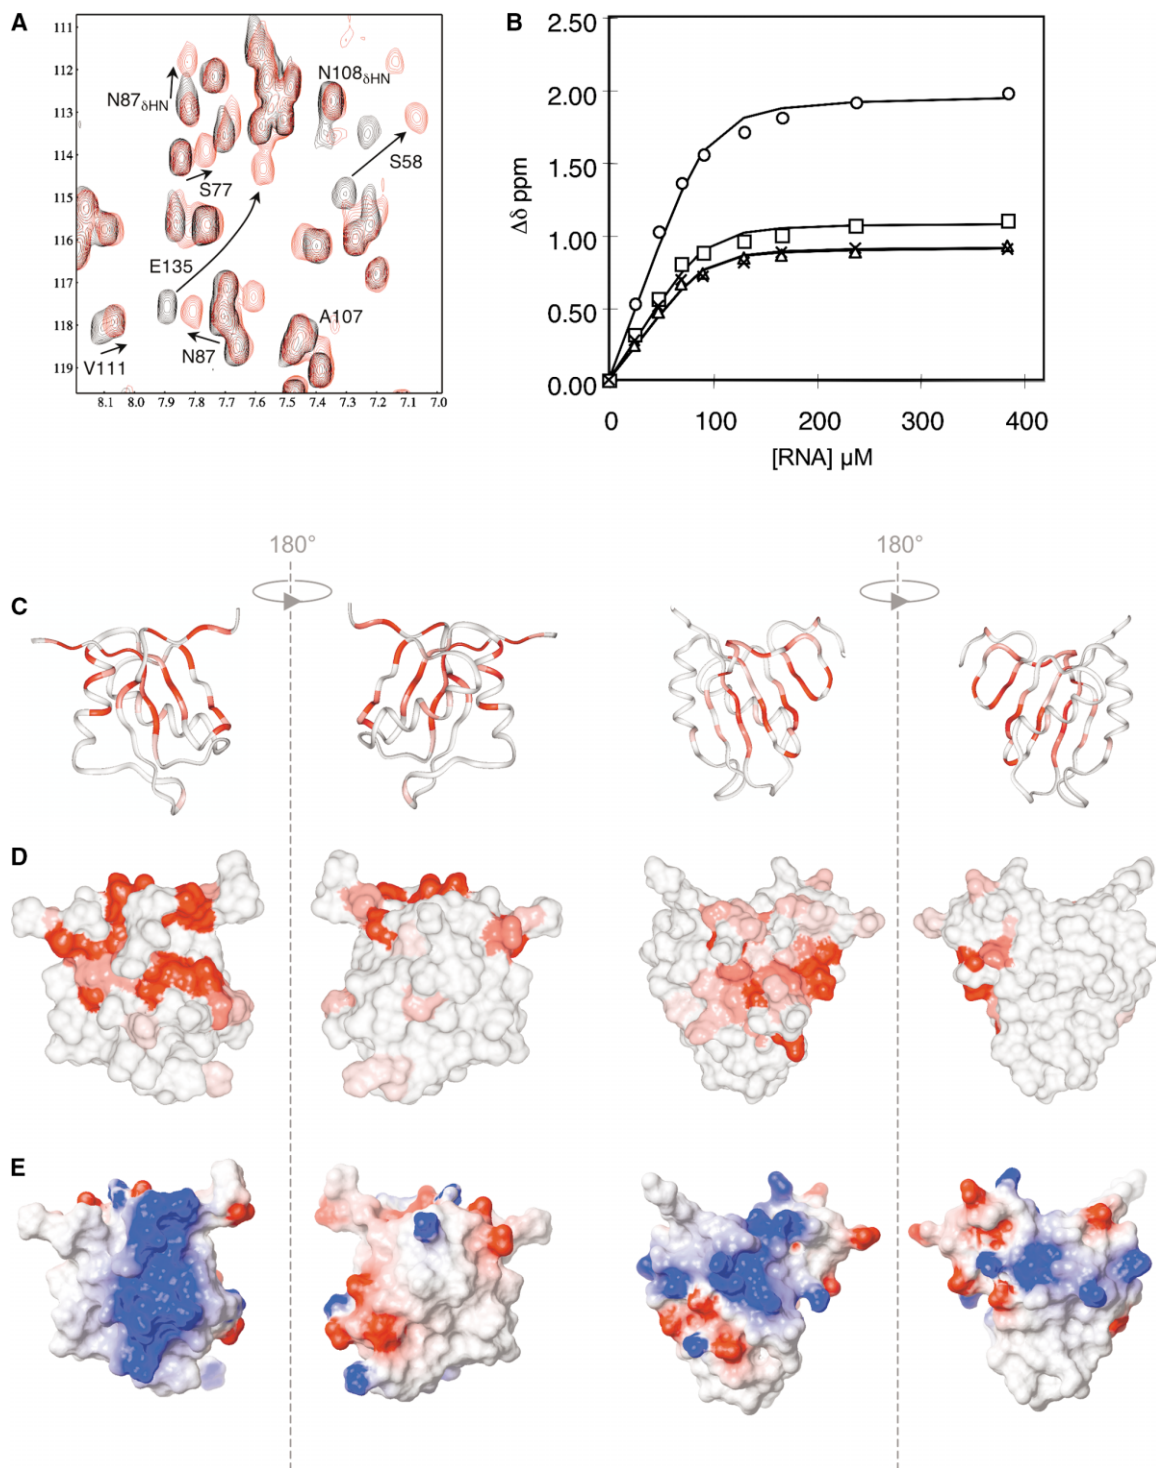 A
111
112
113
114
115
116
117
118
119
8.1 8.0 7.9 7.8 7.7 7.6 7.5 7.4 7.3 7.2 7.1 7.0
N87δHN
N108δHN
S77
S58
E135
A107
V111
N87
B
2.50
2.00
1.50
1.00
0.50
0.00
Δδ ppm
0 100 200 300 400
[RNA] μM
180° 180°
C
D
E